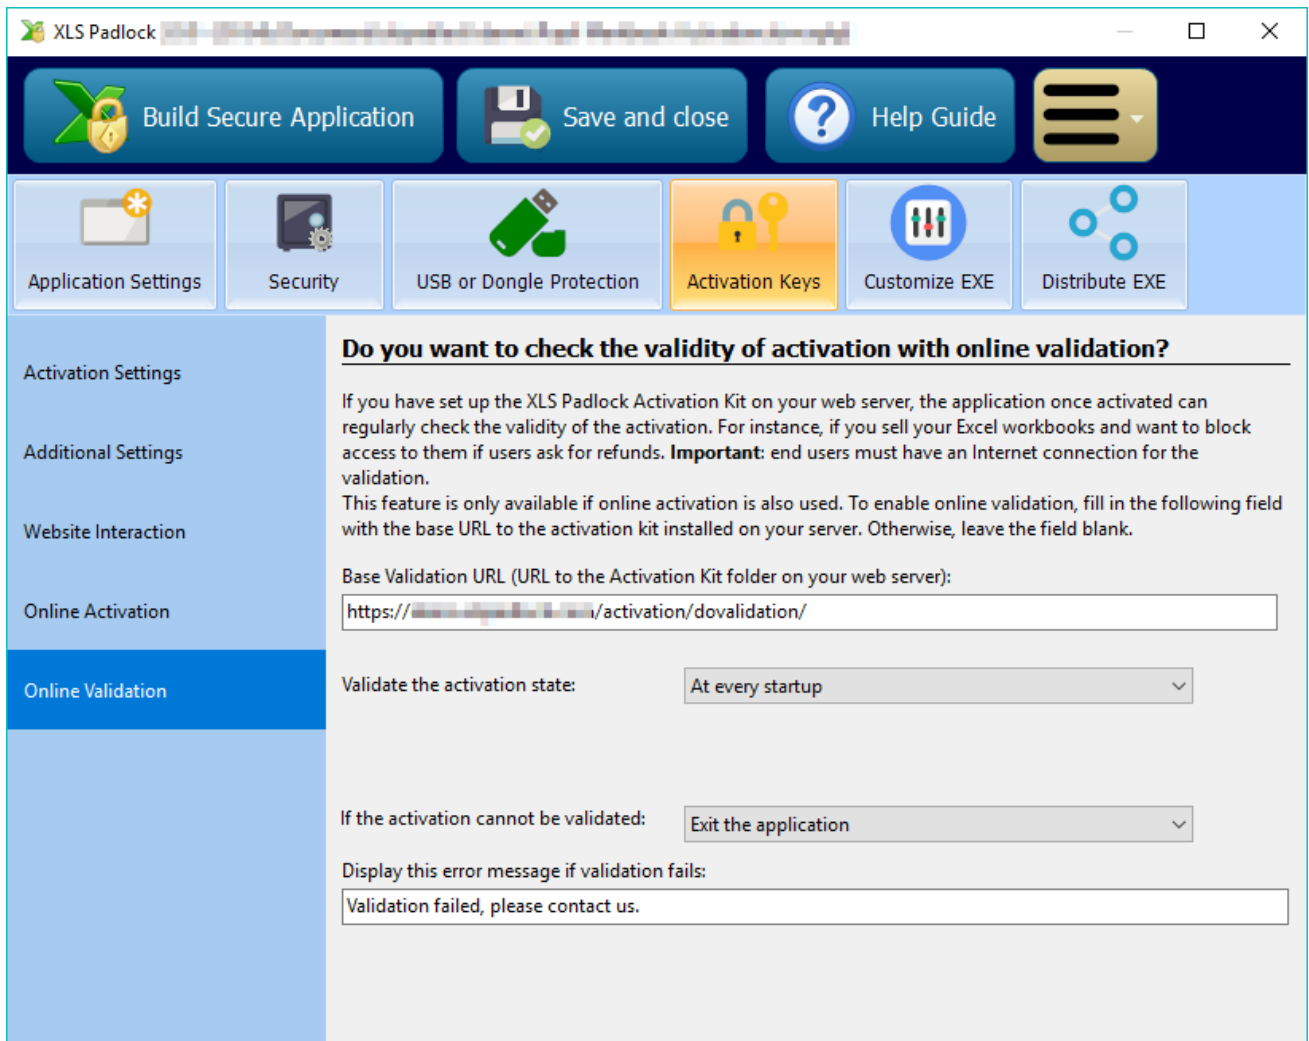 XLS Padlock
Build Secure Application
Save and close
Help Guide
Application Settings
Security
USB or Dongle Protection
Activation Keys
Customize EXE
Distribute EXE
Activation Settings
Additional Settings
Website Interaction
Online Activation
Online Validation
Do you want to check the validity of activation with online validation?
If you have set up the XLS Padlock Activation Kit on your web server, the application once activated can
regularly check the validity of the activation. For instance, if you sell your Excel workbooks and want to block
access to them if users ask for refunds. Important: end users must have an Internet connection for the
validation.
This feature is only available if online activation is also used. To enable online validation, fill in the following field
with the base URL to the activation kit installed on your server. Otherwise, leave the field blank.
Base Validation URL (URL to the Activation Kit folder on your web server):
https:// /activation/dovalidation/
Validate the activation state:
At every startup
If the activation cannot be validated:
Exit the application
Display this error message if validation fails:
Validation failed, please contact us.